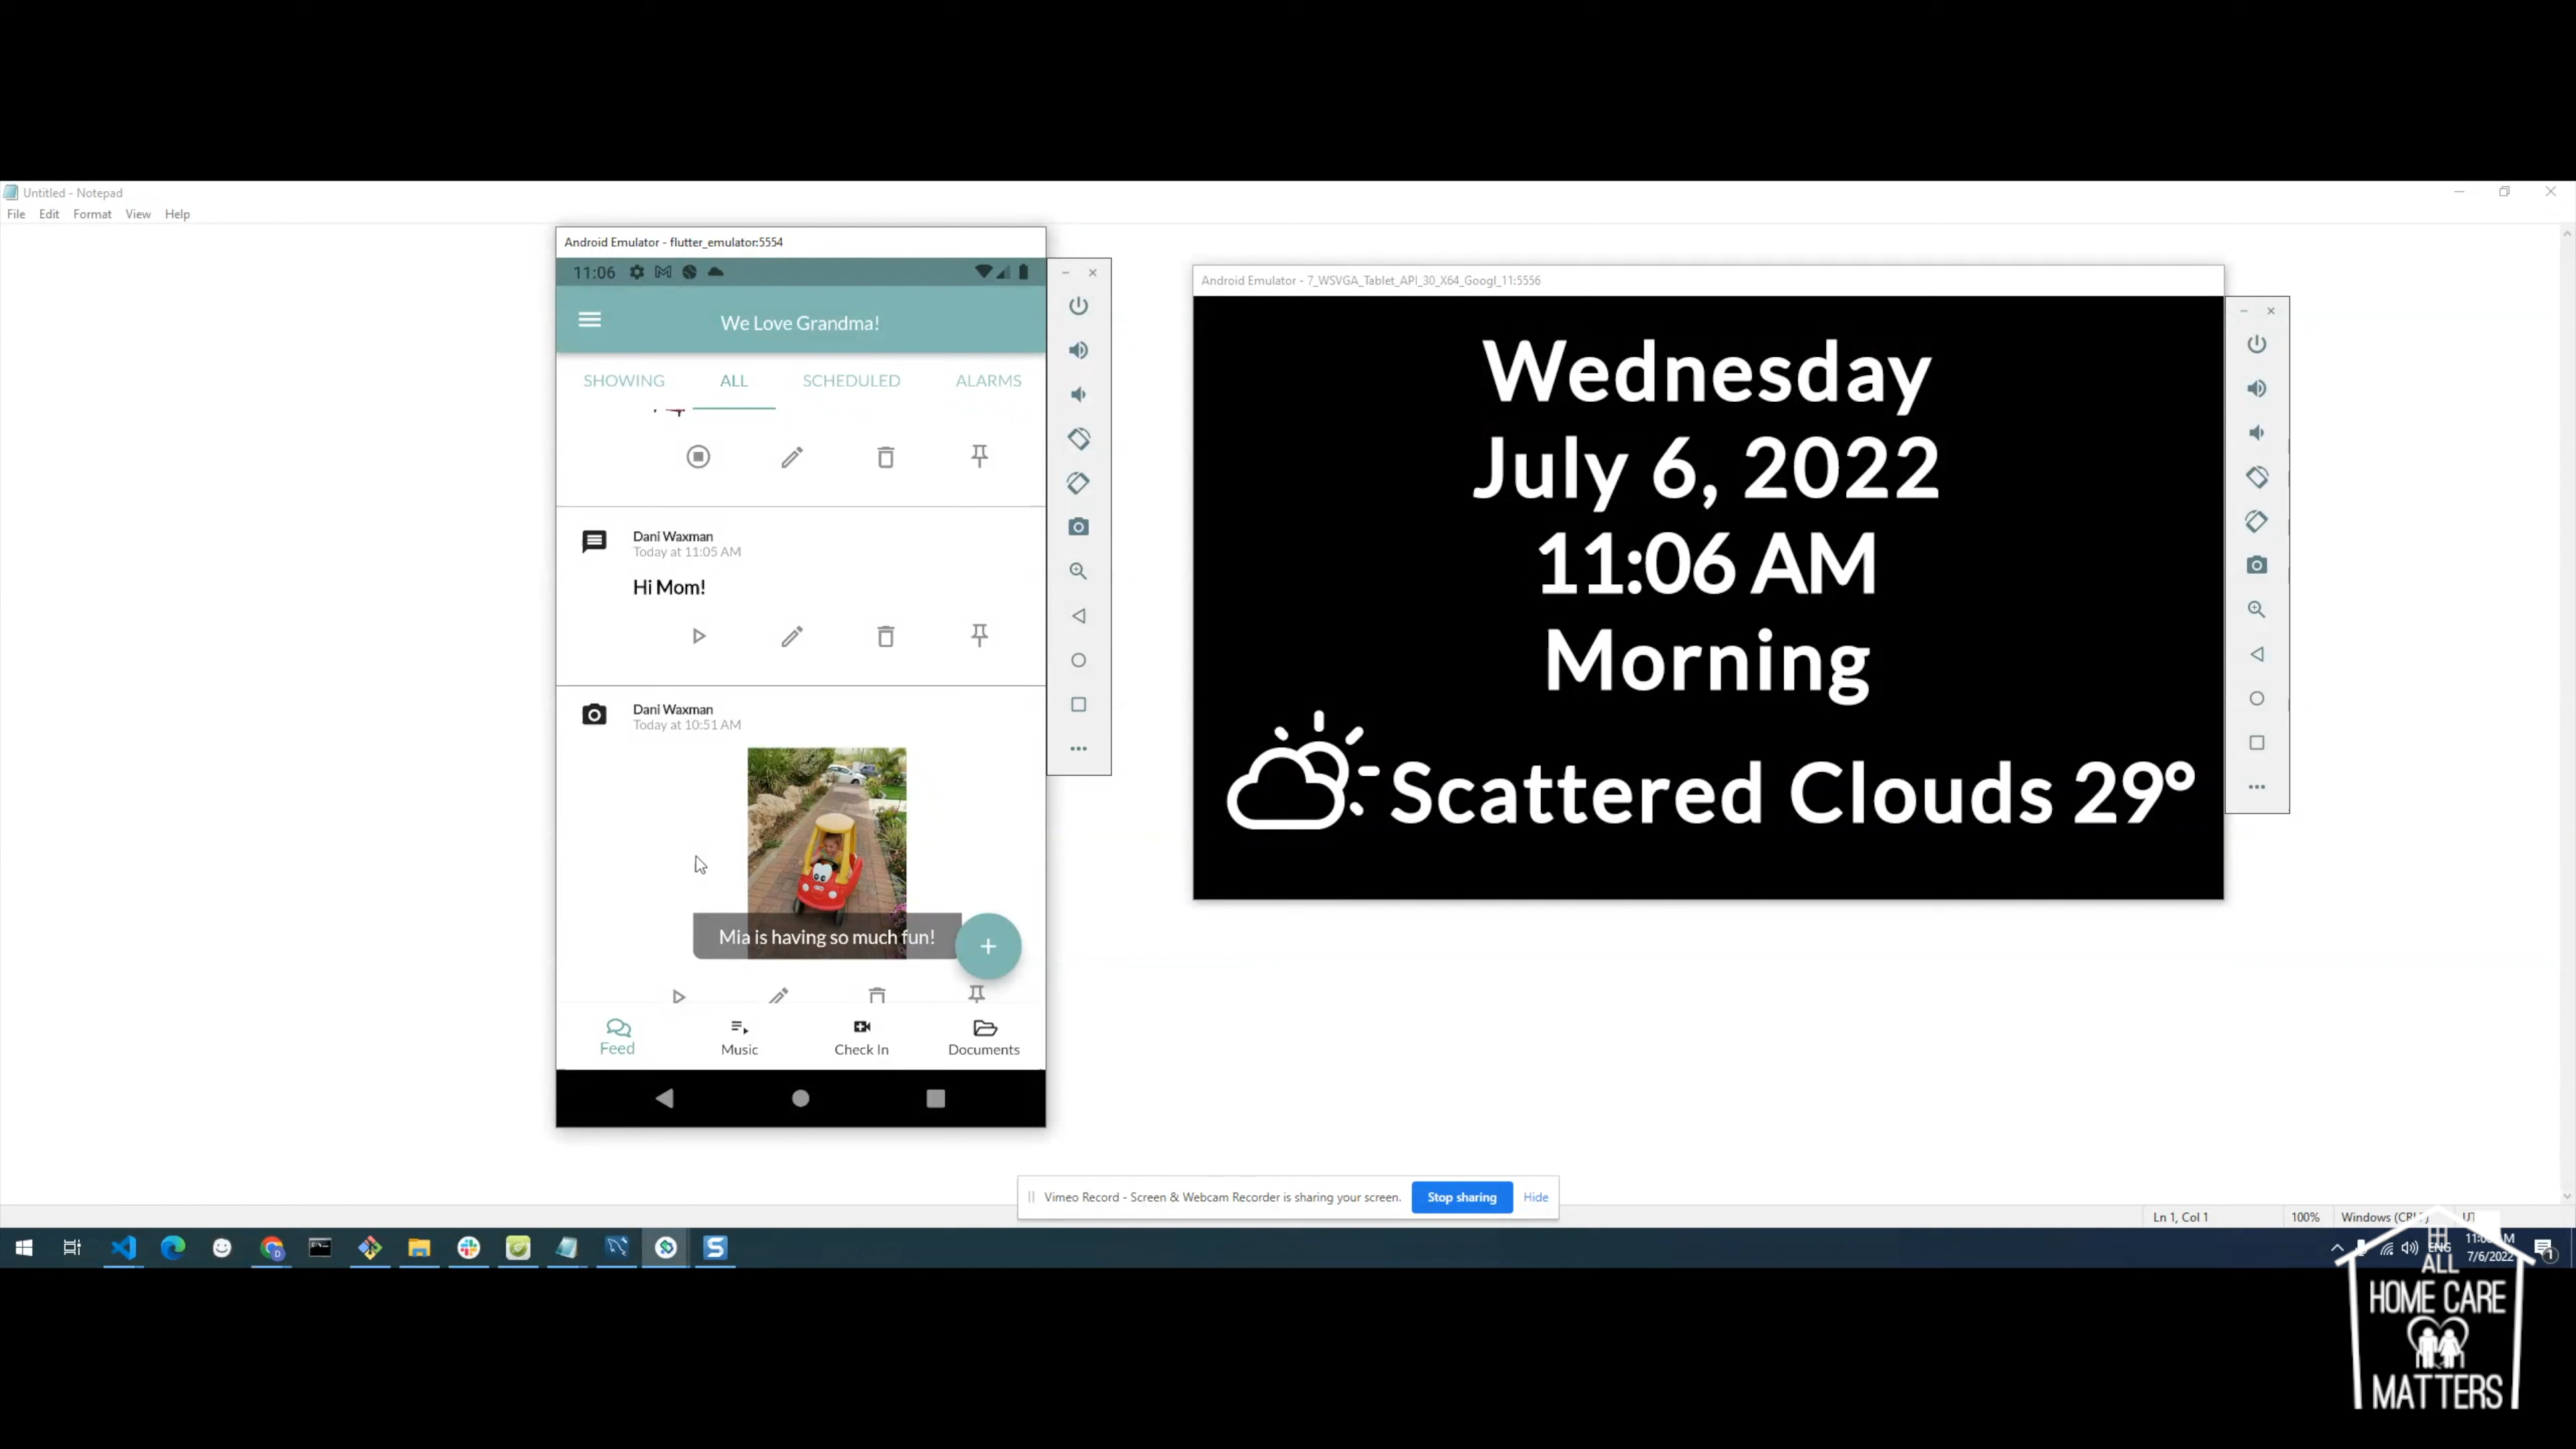 Untitled - Notepad
File Edit Format View Help
Android Emulator - flutter_emulator:5554
11:06
We Love Grandma!
SHOWING ALL SCHEDULED ALARMS
Dani Waxman
Today at 11:05 AM
Hi Mom!
Dani Waxman
Today at 10:51 AM
Mia is having so much fun!
+
Feed Music Check In Documents
Android Emulator - 7_WSVGA_Tablet_API_30_X64_Googl_11:5556
Wednesday
July 6, 2022
11:06 AM
Morning
Scattered Clouds 29°
Vimeo Record - Screen & Webcam Recorder is sharing your screen. Stop sharing Hide
Ln 1, Col 1 100%
ENG
7/6/2022
ALL
HOME CARE
MATTERS